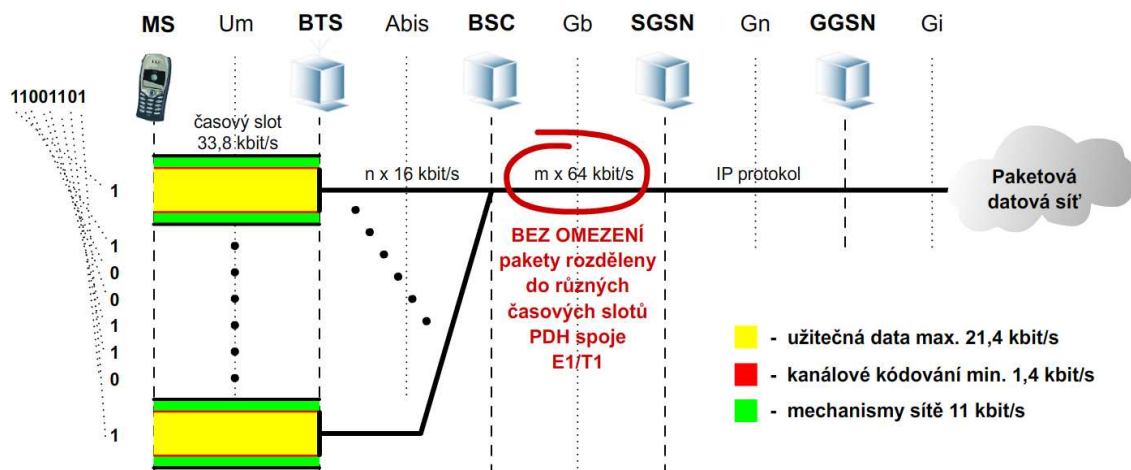 MS Um BTS Abis BSC Gb SGSN Gn GGSN Gi
11001101
časový slot
33,8 kbit/s
n x 16 kbit/s
m x 64 kbit/s
IP protokol
Paketová
datová síť
1
1
0
0
1
1
0
1
BEZ OMEZENÍ
pakety rozděleny
do různých
časových slotů
PDH spoje
E1/T1
- užitečná data max. 21,4 kbit/s
- kanálové kódování min. 1,4 kbit/s
- mechanismy sítě 11 kbit/s